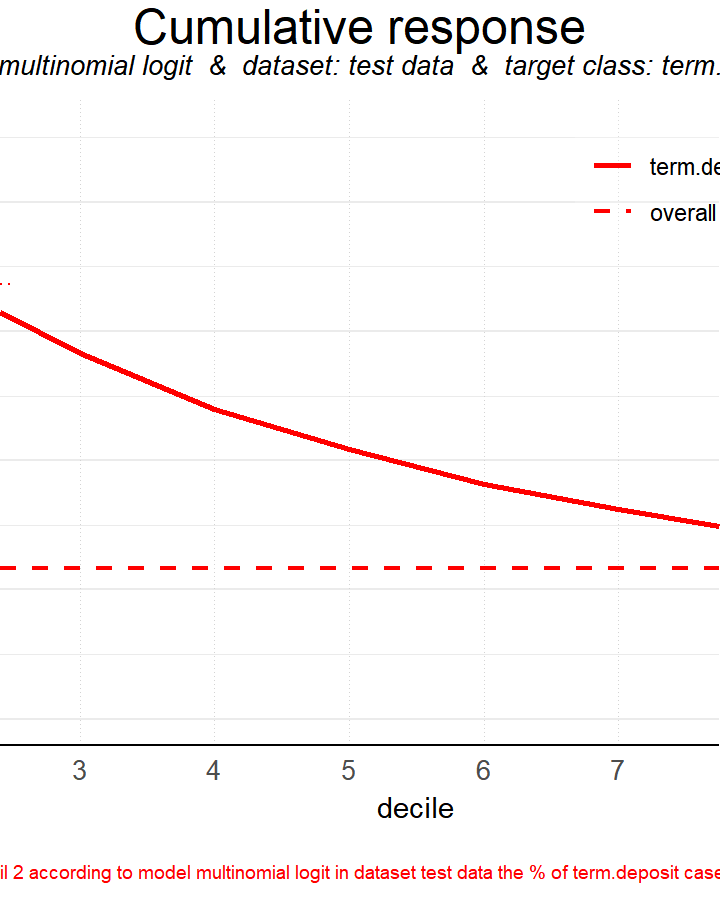 Cumulative response
multinomial logit & dataset: test data & target class: term.
term.de
overall
3 4 5 6 7
decile
il 2 according to model multinomial logit in dataset test data the % of term.deposit case